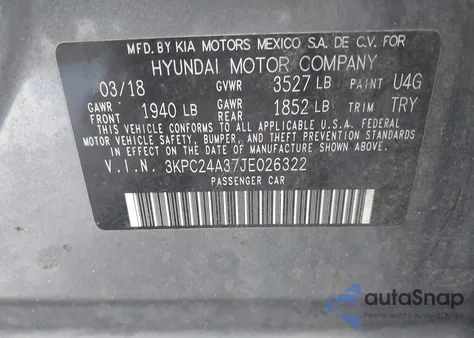 MFD. BY KIA MOTORS MEXICO S.A. DE C.V. FOR
HYUNDAI MOTOR COMPANY
03/18 GVWR 3527 LB PAINT U4G
GAWR FRONT 1940 LB GAWR REAR 1852 LB TRIM TRY
THIS VEHICLE CONFORMS TO ALL APPLICABLE U.S.A. FEDERAL
MOTOR VEHICLE SAFETY, BUMPER, AND THEFT PREVENTION
STANDARDS IN EFFECT ON THE DATE OF MANUFACTURE SHOWN ABOVE.
V.I.N. 3KPC24A37JE026322
PASSENGER CAR
autoSnap